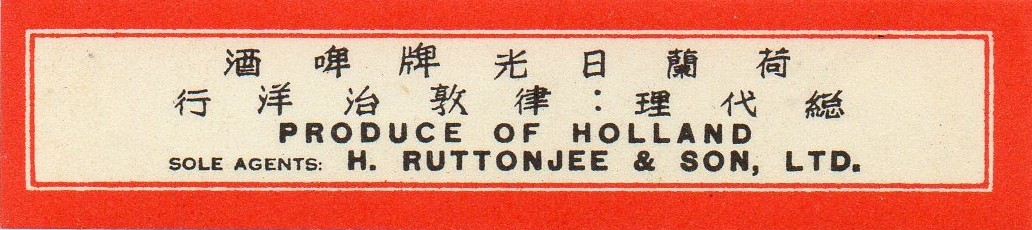 荷蘭日光牌啤酒
總代理：律敦治洋行
PRODUCE OF HOLLAND
SOLE AGENTS: H. RUTTONJEE & SON, LTD.